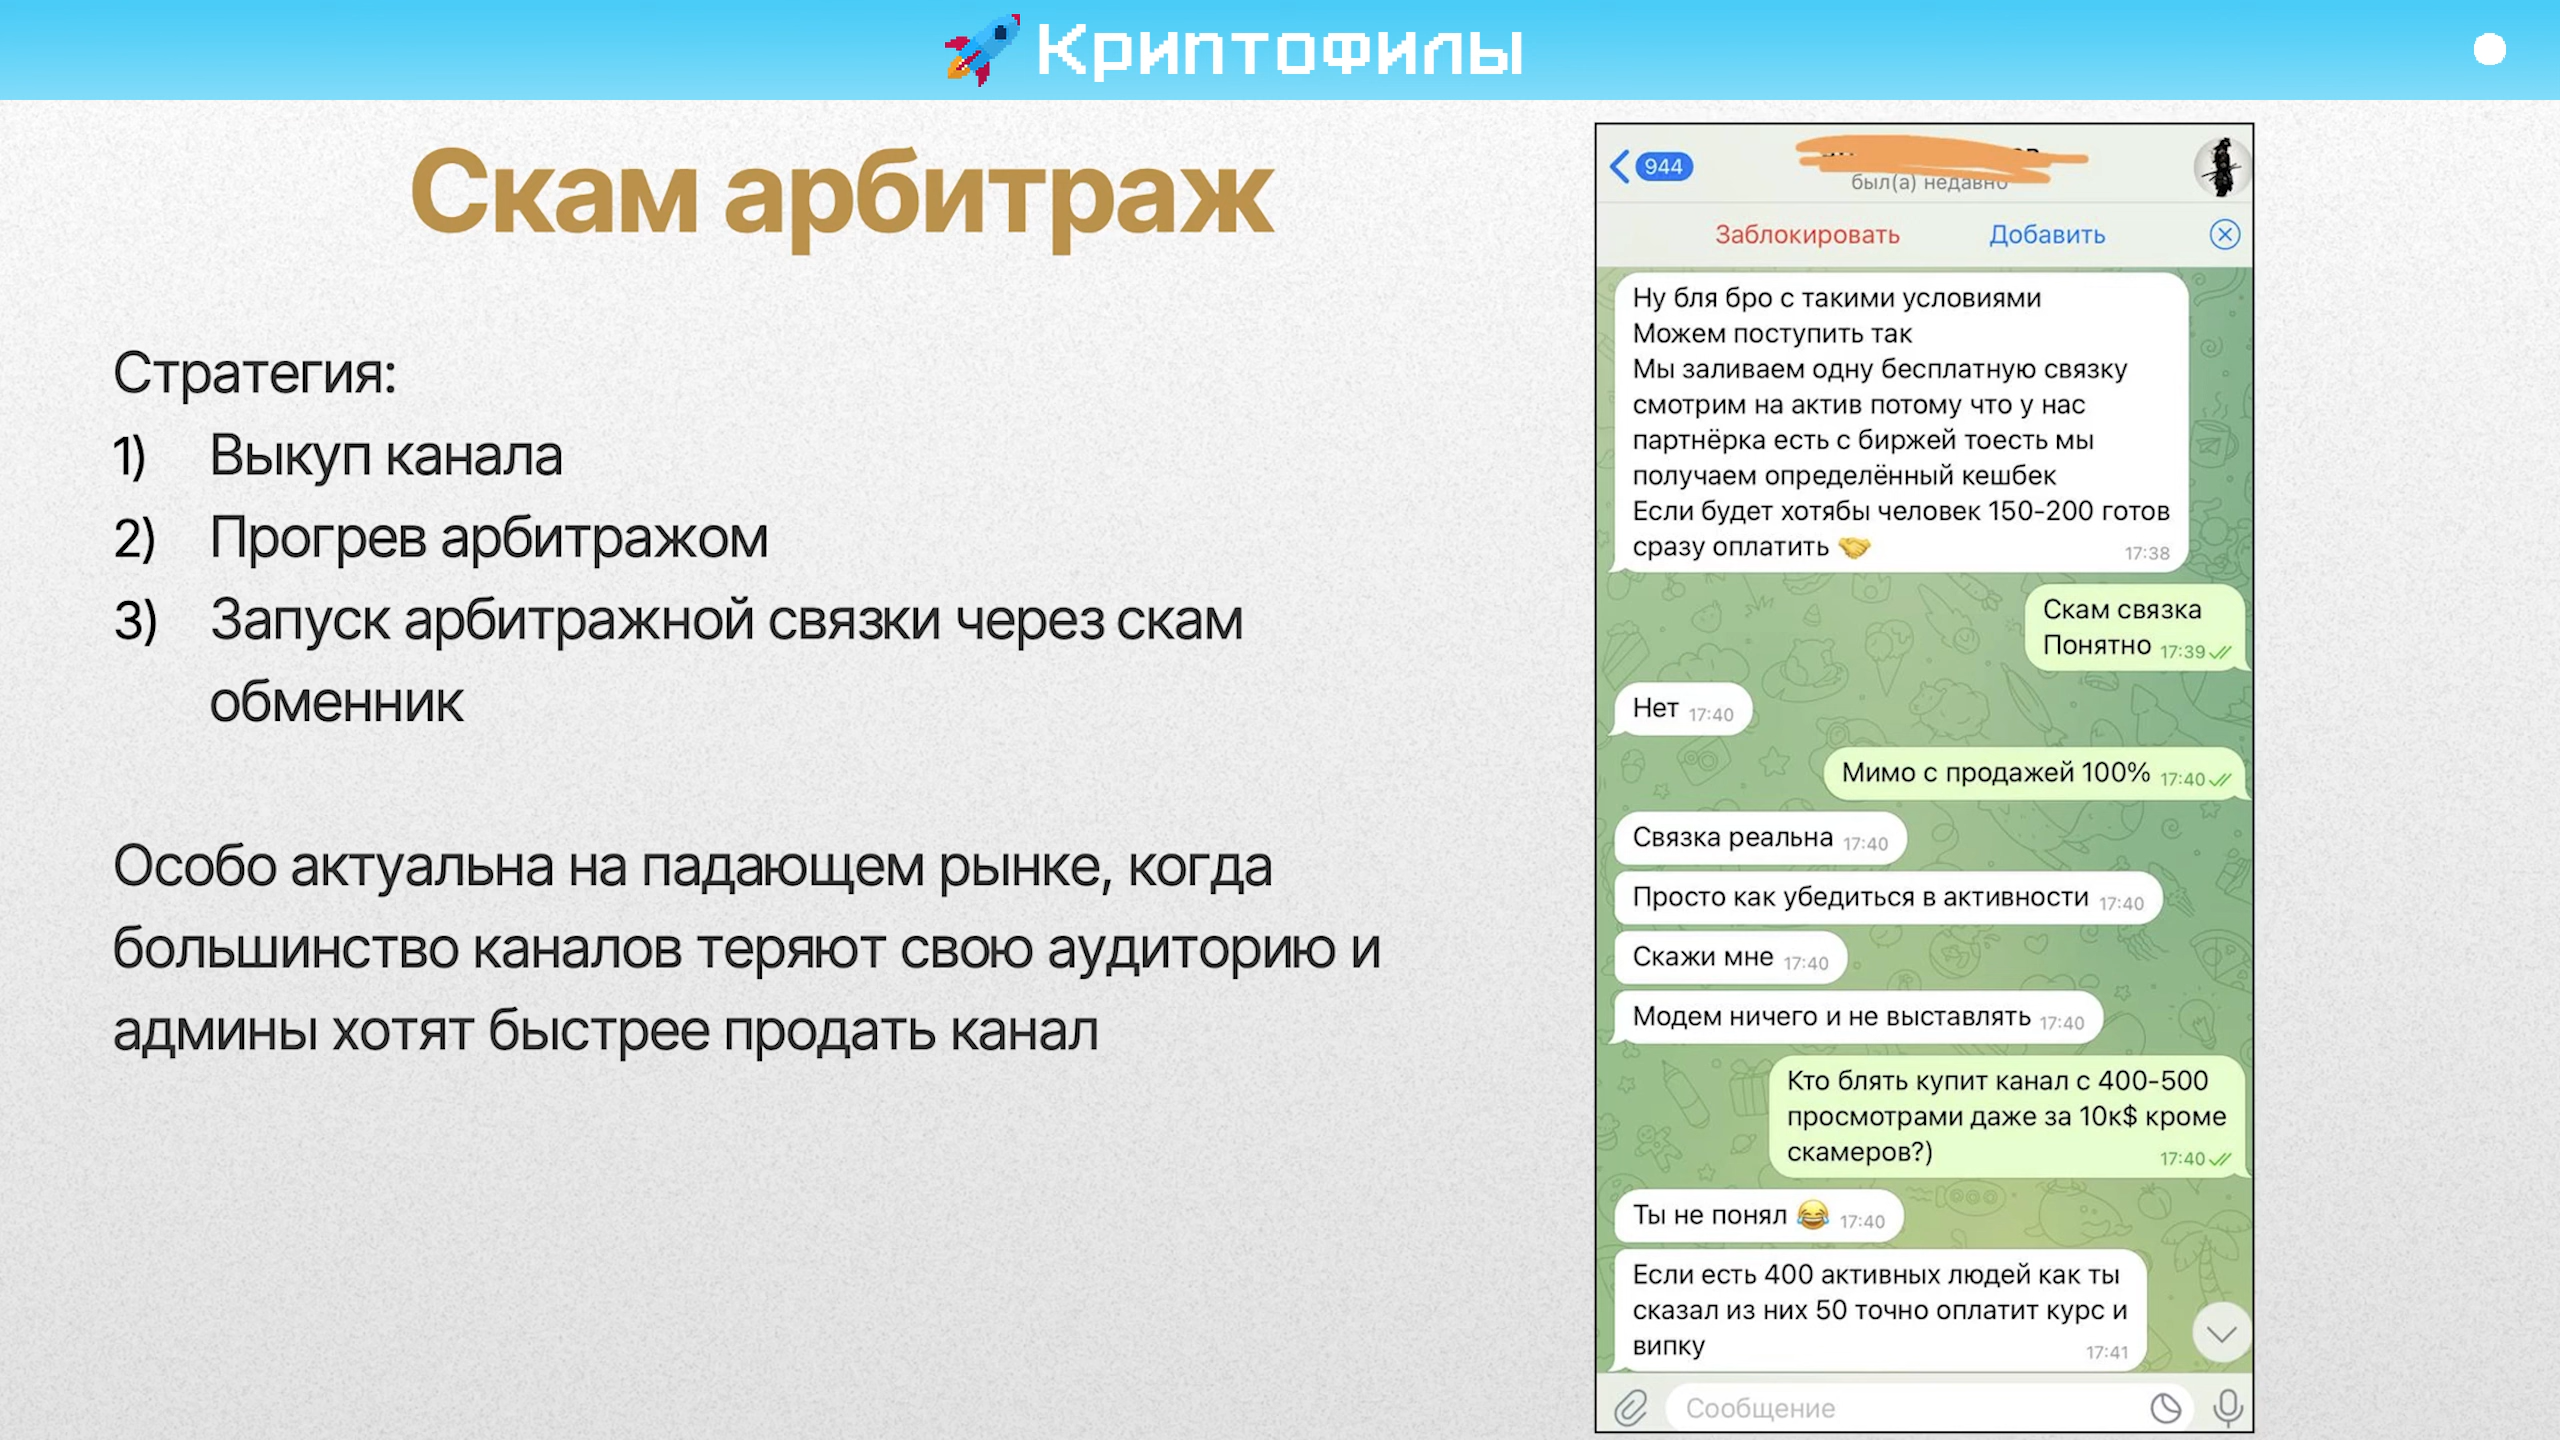 Криптофилы
Скам арбитраж
Стратегия:
1) Выкуп канала
2) Прогрев арбитражом
3) Запуск арбитражной связки через скам
обменник
Особо актуальна на падающем рынке, когда
большинство каналов теряют свою аудиторию и
админы хотят быстрее продать канал
944
был(а) недавно
Заблокировать Добавить
Ну бля бро с такими условиями
Можем поступить так
Мы заливаем одну бесплатную связку
смотрим на актив потому что у нас
партнёрка есть с биржей тоесть мы
получаем определённый кешбек
Если будет хотябы человек 150-200 готов
сразу оплатить 🤝 17:38
Скам связка
Понятно 17:39
Нет 17:40
Мимо с продажей 100% 17:40
Связка реальна 17:40
Просто как убедиться в активности 17:40
Скажи мне 17:40
Модем ничего и не выставлять 17:40
Кто блять купит канал с 400-500
просмотрами даже за 10к$ кроме
скамеров?) 17:40
Ты не понял 😂 17:40
Если есть 400 активных людей как ты
сказал из них 50 точно оплатит курс и
випку 17:41
Сообщение